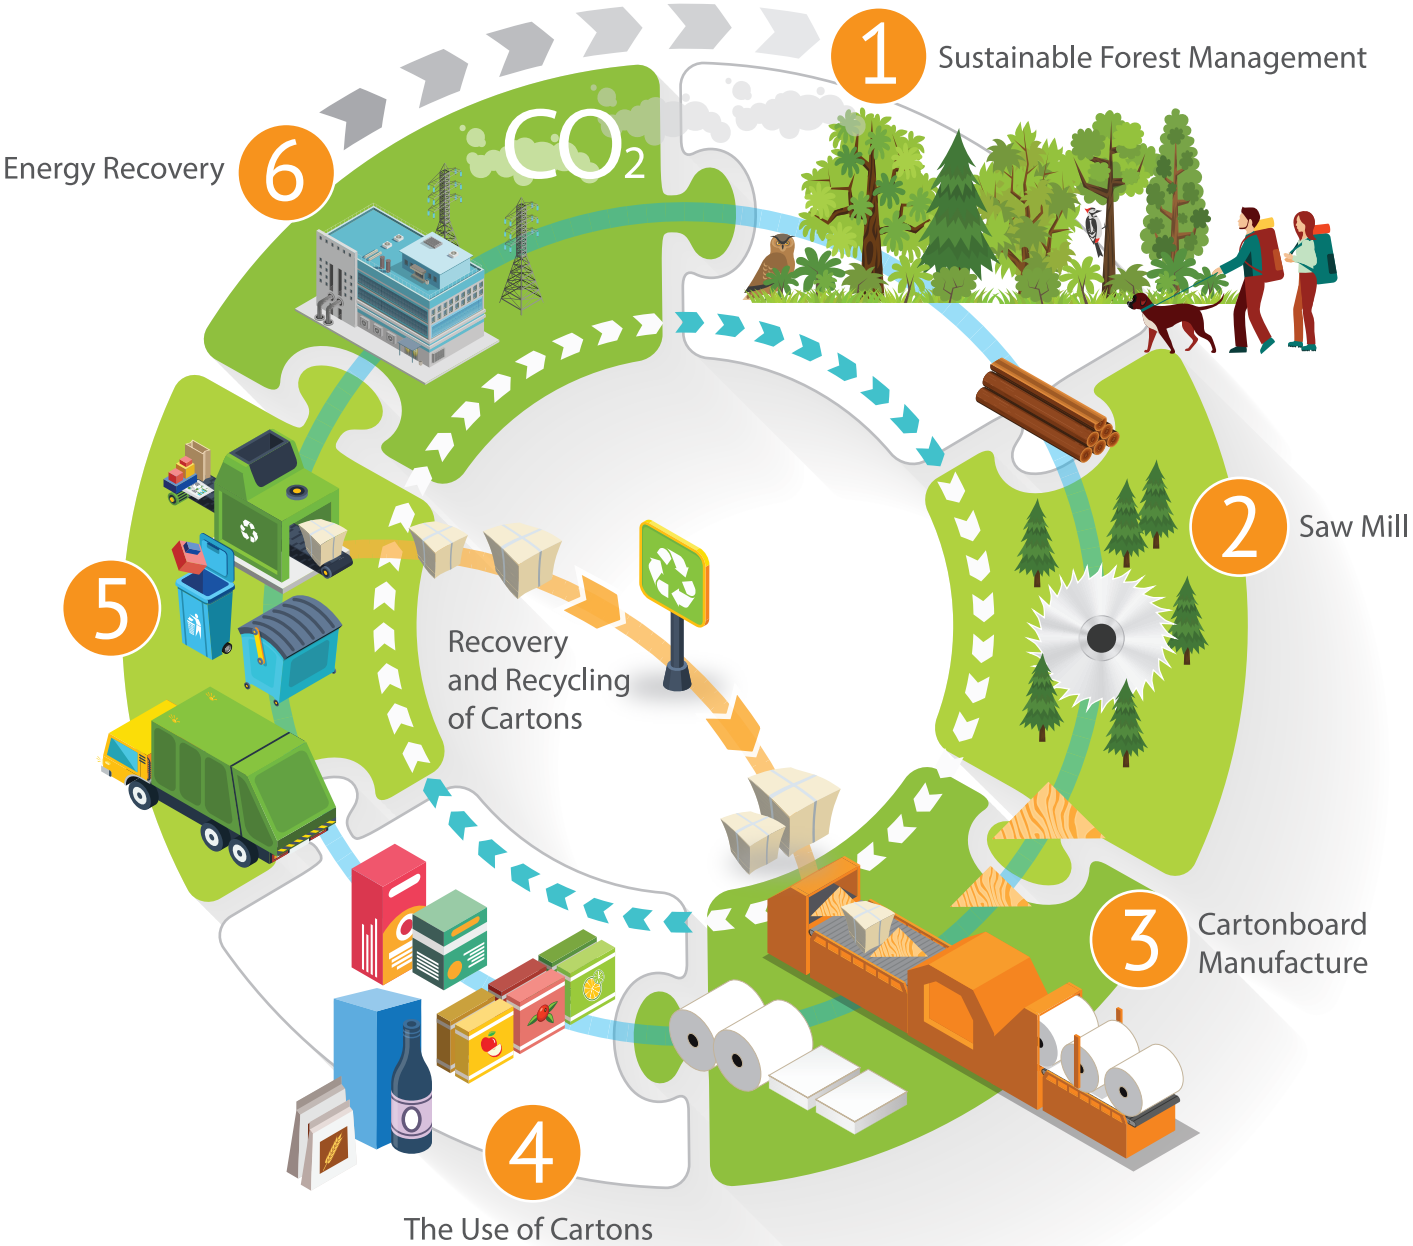 1
Sustainable Forest Management
CO2
6
Energy Recovery
2
Saw Mill
5
Recovery
and Recycling
of Cartons
3
Cartonboard
Manufacture
4
The Use of Cartons